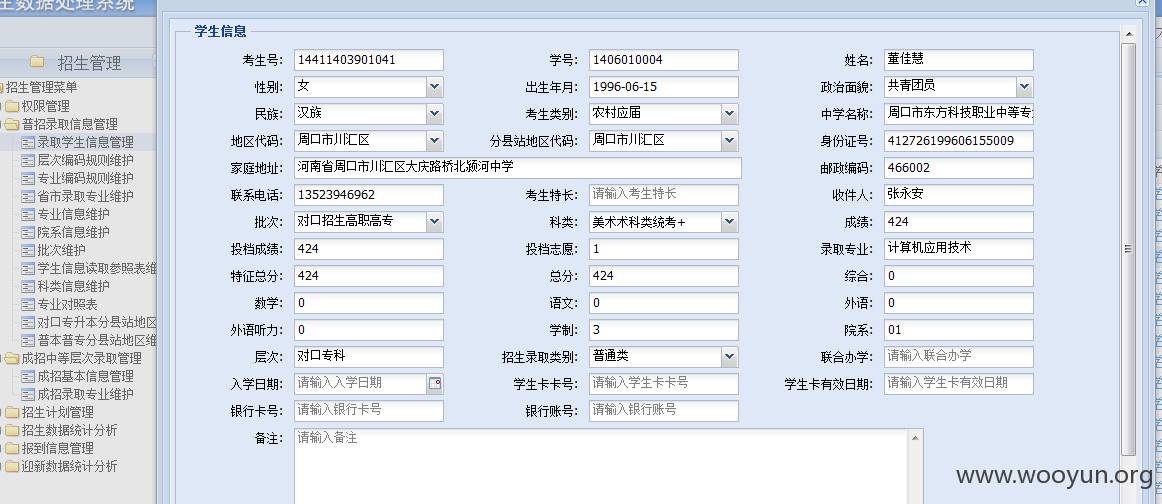 生数据处理系统
招生管理
招生管理菜单
权限管理
普招录取信息管理
录取学生信息管理
层次编码规则维护
专业编码规则维护
省市录取专业维护
专业信息维护
院系信息维护
批次维护
学生信息读取参照表维
科类信息维护
专业对照表
对口专升本分县站地区
普本普专分县站地区维
成招中等层次录取管理
成招基本信息管理
成招录取专业维护
招生计划管理
招生数据统计分析
报到信息管理
迎新数据统计分析
学生信息
考生号: 14411403901041 学号: 1406010004 姓名: 董佳慧
性别: 女 出生年月: 1996-06-15 政治面貌: 共青团员
民族: 汉族 考生类别: 农村应届 中学名称: 周口市东方科技职业中等专
地区代码: 周口市川汇区 分县站地区代码: 周口市川汇区 身份证号: 412726199606155009
家庭地址: 河南省周口市川汇区大庆路桥北颍河中学 邮政编码: 466002
联系电话: 13523946962 考生特长: 请输入考生特长 收件人: 张永安
批次: 对口招生高职高专 科类: 美术术科类统考+ 成绩: 424
投档成绩: 424 投档志愿: 1 录取专业: 计算机应用技术
特征总分: 424 总分: 424 综合: 0
数学: 0 语文: 0 外语: 0
外语听力: 0 学制: 3 院系: 01
层次: 对口专科 招生录取类别: 普通类 联合办学: 请输入联合办学
入学日期: 请输入入学日期 学生卡卡号: 请输入学生卡卡号 学生卡有效日期: 请输入学生卡有效日期
银行卡号: 请输入银行卡号 银行账号: 请输入银行账号
备注: 请输入备注
www.wooyun.org